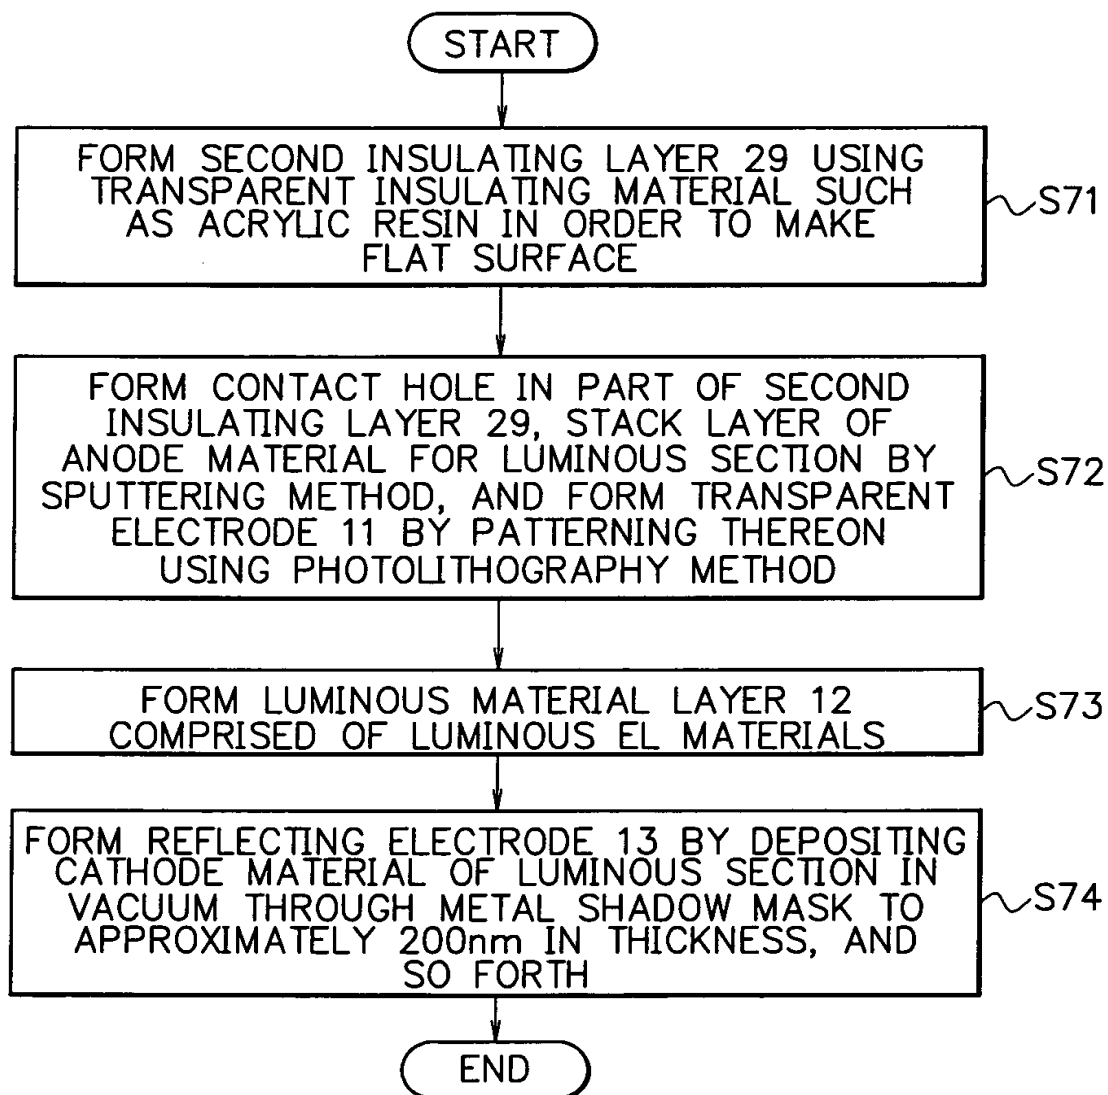 START
FORM SECOND INSULATING LAYER 29 USING
TRANSPARENT INSULATING MATERIAL SUCH
AS ACRYLIC RESIN IN ORDER TO MAKE
FLAT SURFACE
S71
FORM CONTACT HOLE IN PART OF SECOND
INSULATING LAYER 29, STACK LAYER OF
ANODE MATERIAL FOR LUMINOUS SECTION BY
SPUTTERING METHOD, AND FORM TRANSPARENT
ELECTRODE 11 BY PATTERNING THEREON
USING PHOTOLITHOGRAPHY METHOD
S72
FORM LUMINOUS MATERIAL LAYER 12
COMPRISED OF LUMINOUS EL MATERIALS
S73
FORM REFLECTING ELECTRODE 13 BY DEPOSITING
CATHODE MATERIAL OF LUMINOUS SECTION IN
VACUUM THROUGH METAL SHADOW MASK TO
APPROXIMATELY 200nm IN THICKNESS, AND
SO FORTH
S74
END